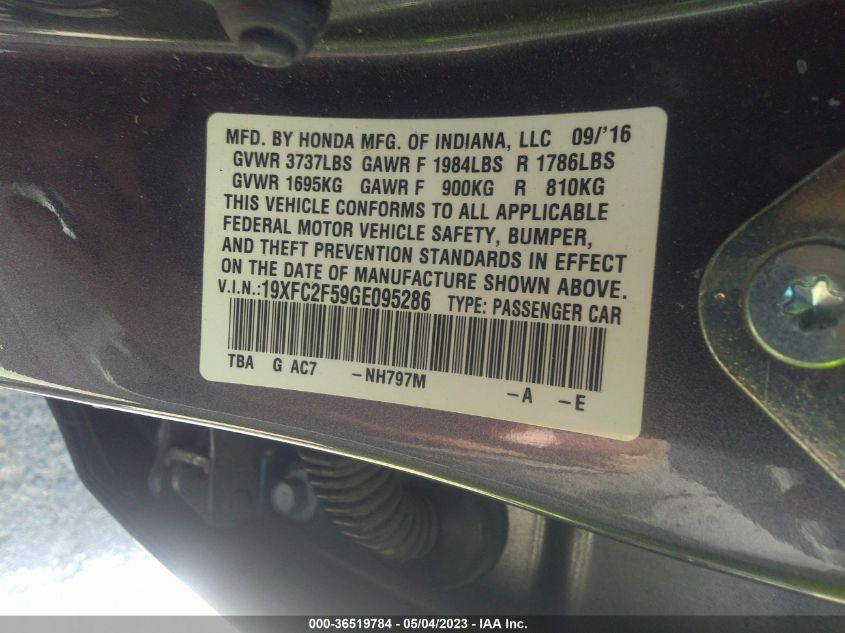 MFD. BY HONDA MFG. OF INDIANA, LLC 09/'16
GVWR 3737LBS GAWR F 1984LBS R 1786LBS
GVWR 1695KG GAWR F 900KG R 810KG
THIS VEHICLE CONFORMS TO ALL APPLICABLE
FEDERAL MOTOR VEHICLE SAFETY, BUMPER,
AND THEFT PREVENTION STANDARDS IN EFFECT
ON THE DATE OF MANUFACTURE SHOWN ABOVE.
V.I.N.:19XFC2F59GE095286 TYPE: PASSENGER CAR
TBA G AC7 -NH797M -A -E
000-36519784 - 05/04/2023 - IAA Inc.